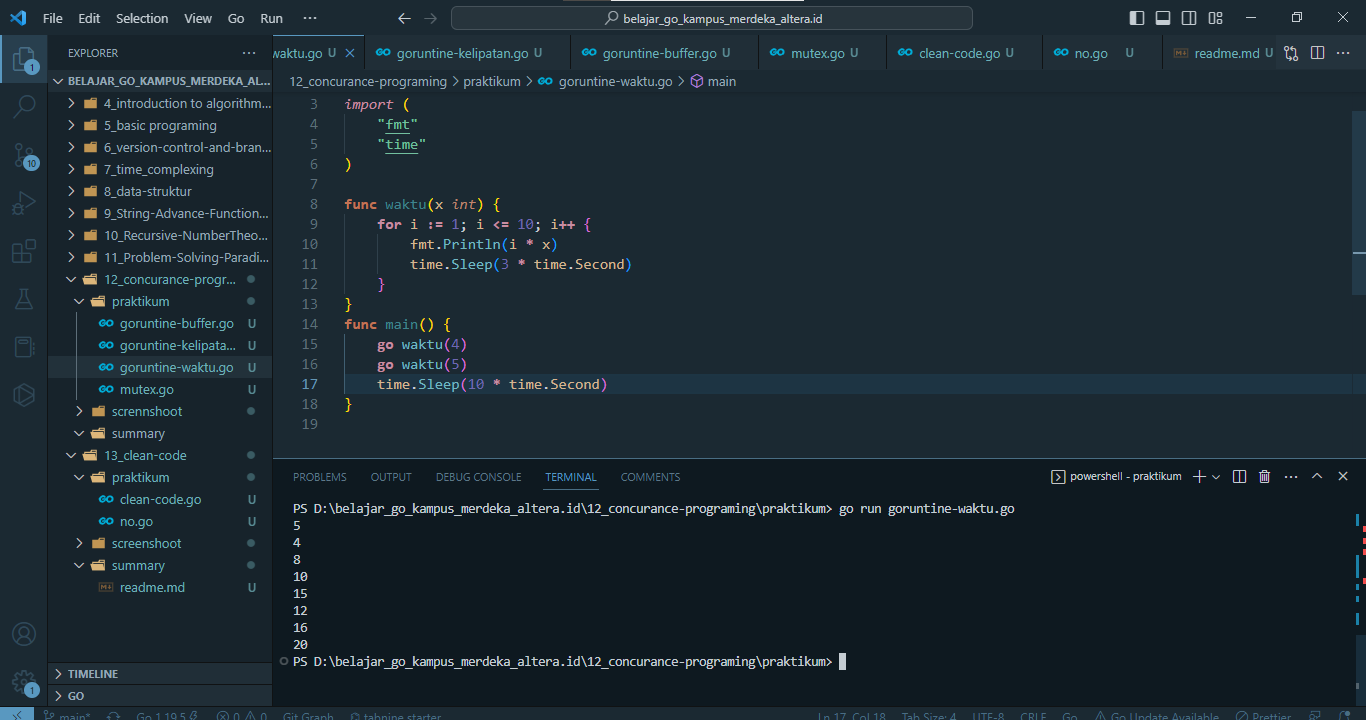 File Edit Selection View Go Run ···
belajar_go_kampus_merdeka_altera.id
EXPLORER ···
waktu.go U
goruntine-kelipatan.go U
goruntine-buffer.go U
mutex.go U
clean-code.go U
no.go U
readme.md U
···
BELAJAR_GO_KAMPUS_MERDEKA_AL...
12_concurance-programing > praktikum > goruntine-waktu.go > main
4_introduction to algorithm...
5_basic programing
6_version-control-and-bran...
7_time_complexing
8_data-struktur
9_String-Advance-Function...
10_Recursive-NumberTheo...
11_Problem-Solving-Paradi...
12_concurance-progr...
praktikum
goruntine-buffer.go U
goruntine-kelipata... U
goruntine-waktu.go U
mutex.go U
scrennshoot
summary
13_clean-code
praktikum
clean-code.go U
no.go U
screenshoot
summary
readme.md U
TIMELINE
GO
1
10
1
3 import (
4 "fmt"
5 "time"
6 )
7
8 func waktu(x int) {
9 for i := 1; i <= 10; i++ {
10 fmt.Println(i * x)
11 time.Sleep(3 * time.Second)
12 }
13 }
14 func main() {
15 go waktu(4)
16 go waktu(5)
17 time.Sleep(10 * time.Second)
18 }
19
PROBLEMS OUTPUT DEBUG CONSOLE TERMINAL COMMENTS
powershell - praktikum
···
PS D:\belajar_go_kampus_merdeka_altera.id\12_concurance-programing\praktikum> go run goruntine-waktu.go
5
4
8
10
15
12
16
20
PS D:\belajar_go_kampus_merdeka_altera.id\12_concurance-programing\praktikum>
main* Go 1.19.5 0 0 Git Graph tabnine starter Ln 17, Col 18 Tab Size: 4 UTF-8 CRLF Go Go Update Available Prettier